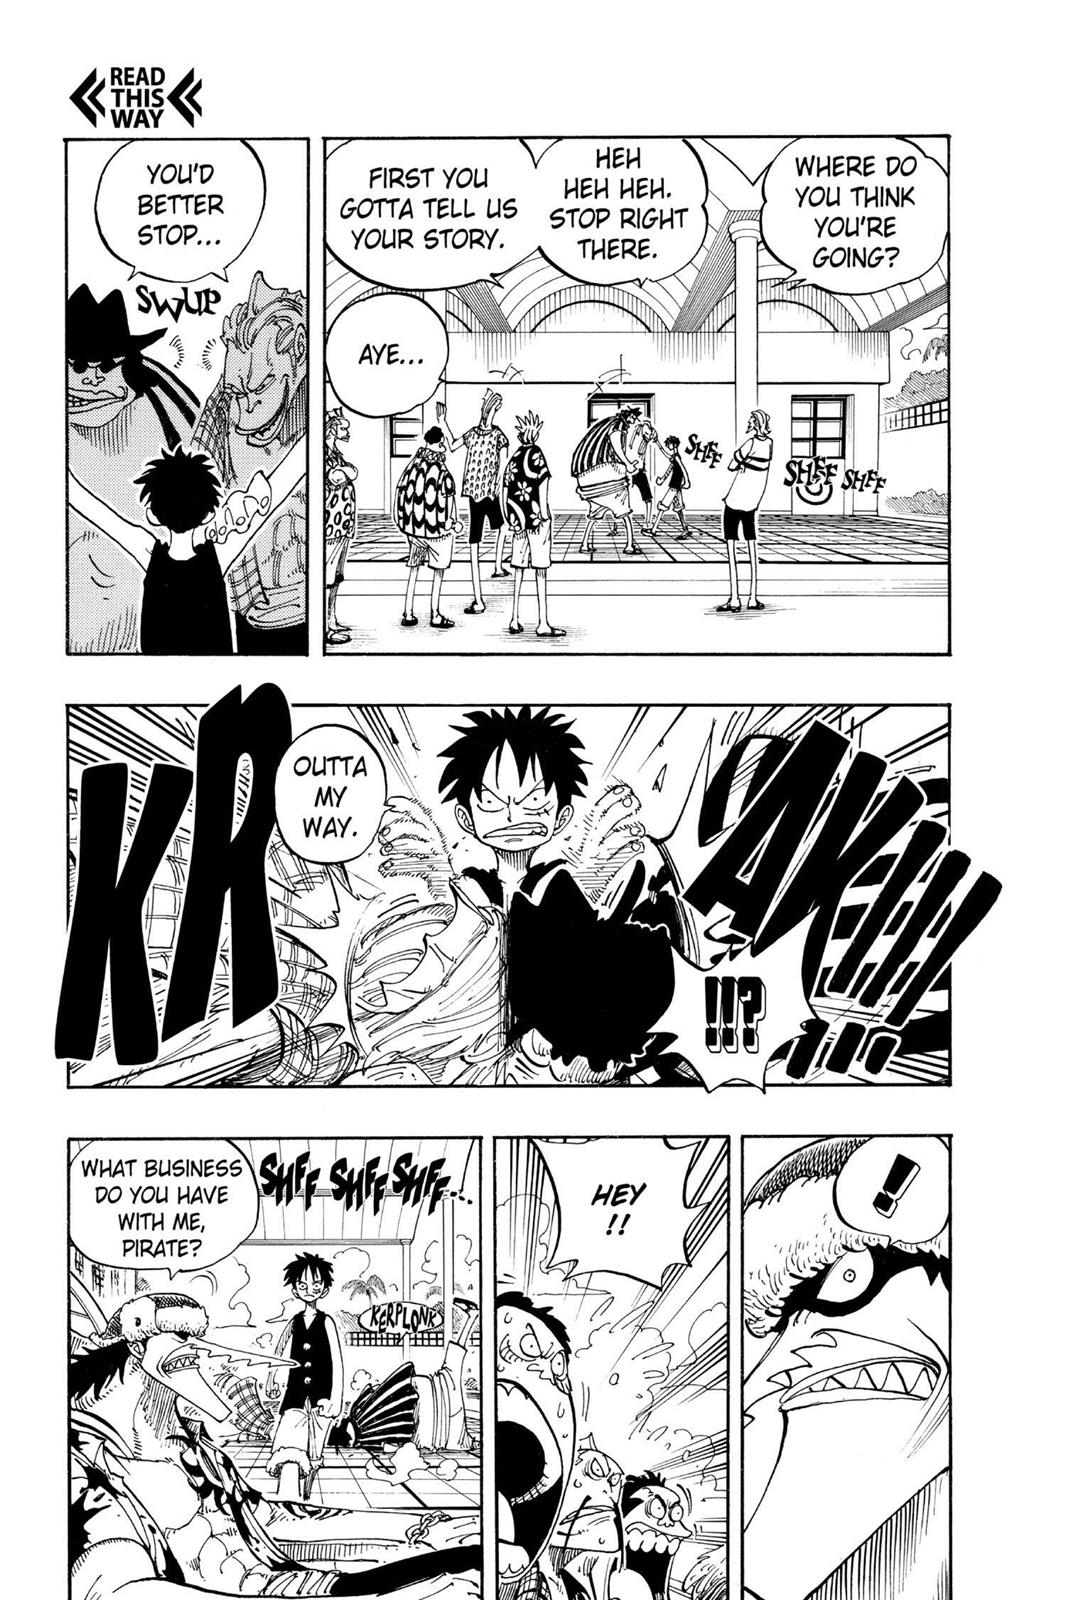 READ
THIS
WAY
WHERE DO
YOU THINK
YOU'RE
GOING?
HEH
HEH HEH.
STOP RIGHT
THERE.
FIRST YOU
GOTTA TELL US
YOUR STORY.
AYE...
SHFF
SHFF
SHFF
YOU'D
BETTER
STOP...
SWUP
KRAKIII!!!
OUTTA
MY
WAY.
!!?
!
HEY
!!
WHAT BUSINESS
DO YOU HAVE
WITH ME,
PIRATE?
SHFF SHFF SHFF...
KERPLONK